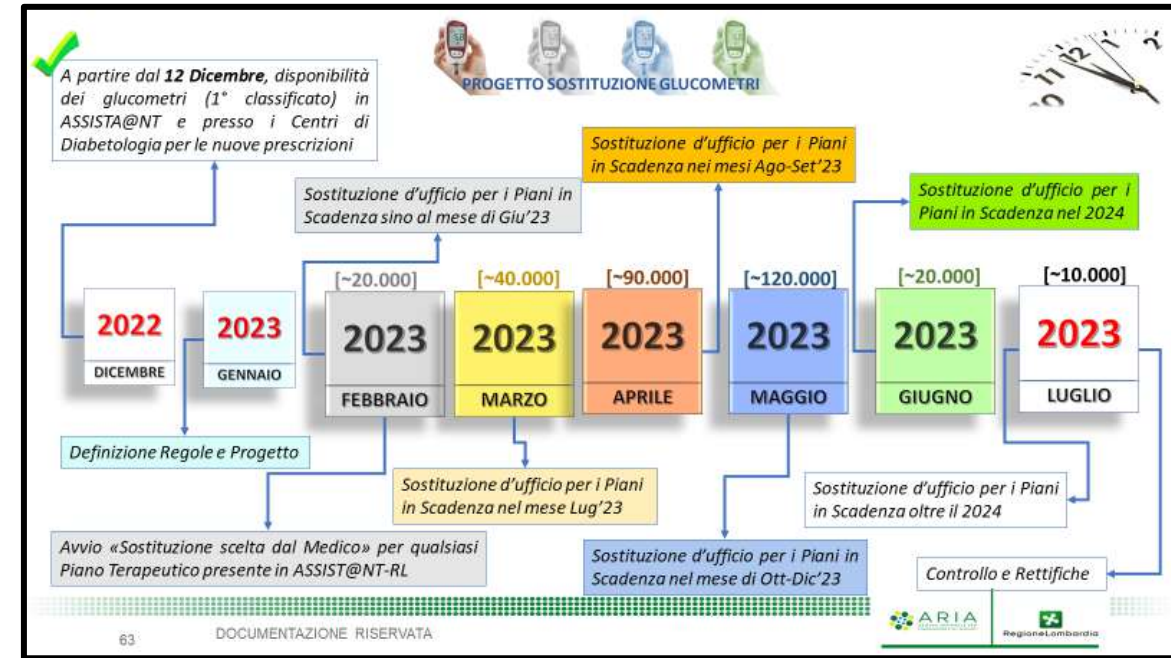 PROGETTO SOSTITUZIONE GLUCOMETRI
A partire dal 12 Dicembre, disponibilità
dei glucometri (1° classificato) in
ASSISTA@NT e presso i Centri di
Diabetologia per le nuove prescrizioni
Sostituzione d'ufficio per i Piani in
Scadenza sino al mese di Giu'23
Sostituzione d'ufficio per i Piani
in Scadenza nei mesi Ago-Set'23
Sostituzione d'ufficio per i
Piani in Scadenza nel 2024
[~20.000]
[~40.000]
[~90.000]
[~120.000]
[~20.000]
[~10.000]
2022
DICEMBRE
2023
GENNAIO
2023
FEBBRAIO
2023
MARZO
2023
APRILE
2023
MAGGIO
2023
GIUGNO
2023
LUGLIO
Definizione Regole e Progetto
Sostituzione d'ufficio per i Piani
in Scadenza nel mese Lug'23
Sostituzione d'ufficio per i Piani
in Scadenza oltre il 2024
Avvio «Sostituzione scelta dal Medico» per qualsiasi
Piano Terapeutico presente in ASSIST@NT-RL
Sostituzione d'ufficio per i Piani in
Scadenza nel mese di Ott-Dic'23
Controllo e Rettifiche
63
DOCUMENTAZIONE RISERVATA
ARIA
RegioneLombardia